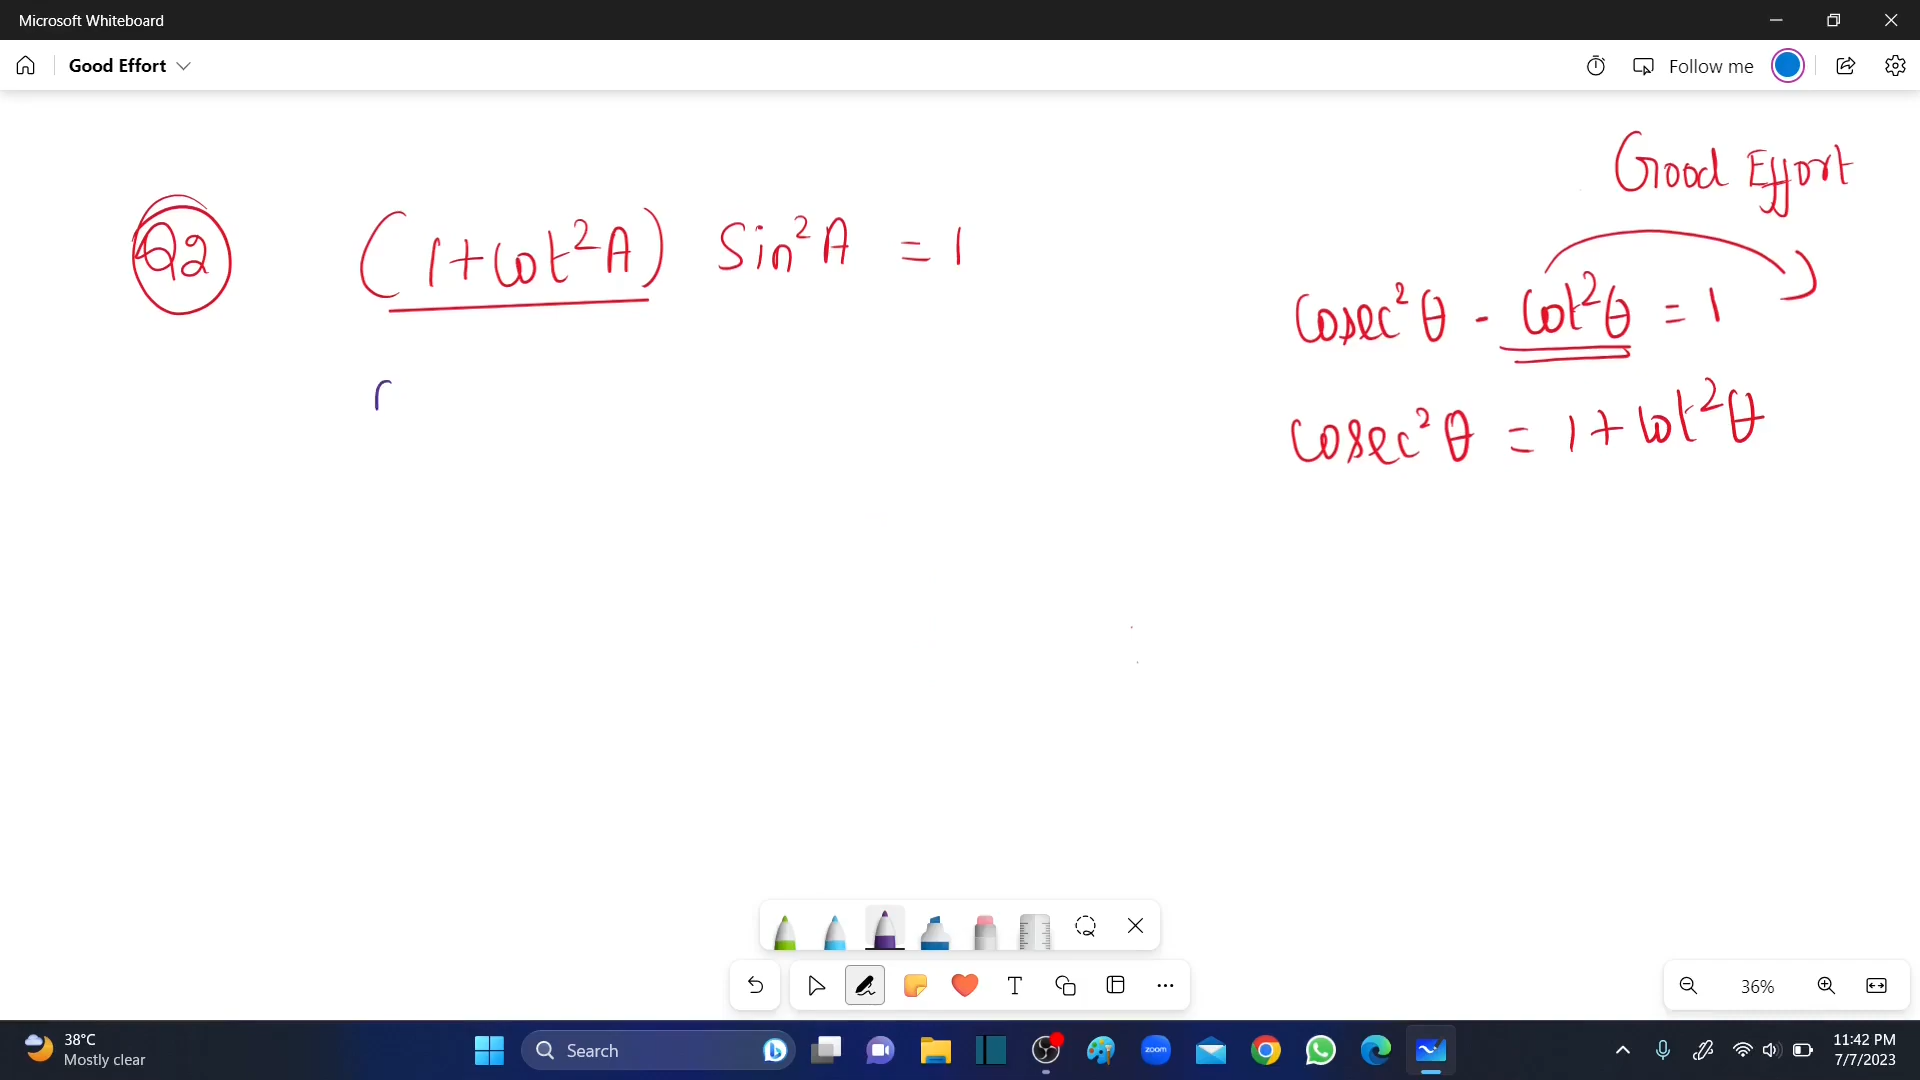 Microsoft Whiteboard
Good Effort
Follow me
Good Effort
Q2 (1+cot²A) Sin²A = 1
Cosec²θ - Cot²θ = 1
Cosec²θ = 1+cot²θ
36%
38°C
Mostly clear
Search
zoom
11:42 PM
7/7/2023